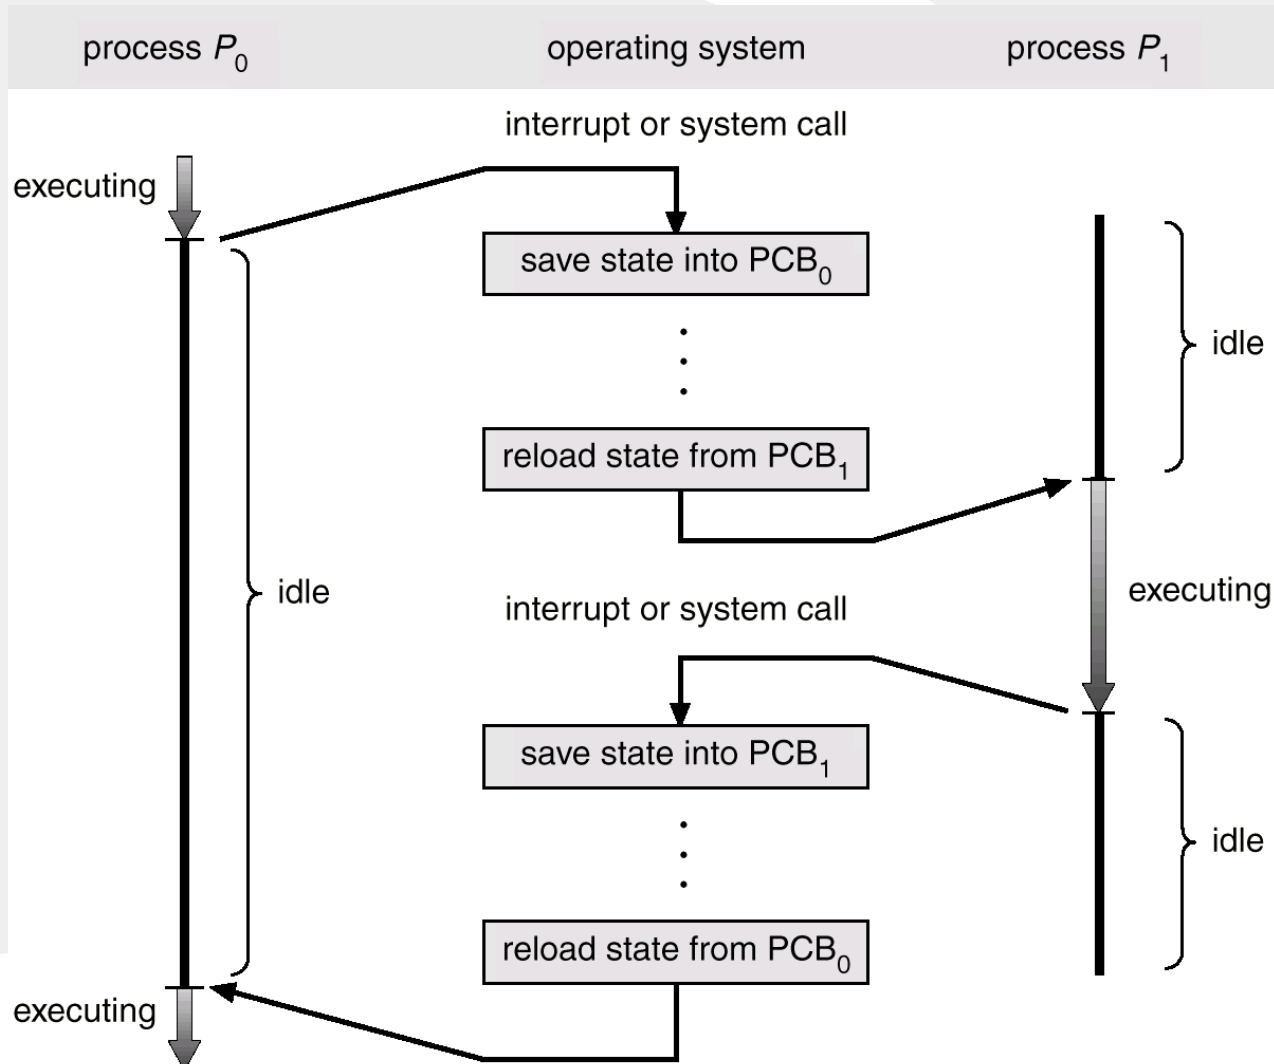 process P₀ operating system process P₁
interrupt or system call
executing
save state into PCB₀
idle
reload state from PCB₁
idle
executing
interrupt or system call
save state into PCB₁
idle
reload state from PCB₀
executing